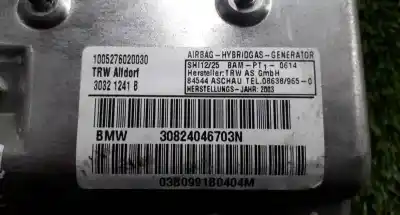 1005276020030
TRW Alfdorf
3032 1241 B
AIRBAG-HYBRIDGAS-GENERATOR
SHI12/25 BAM-PT1-0614
Hersteller:TRW AS GmbH
84544 ASCHAU TEL.08638/965-0
HERSTELLUNGS-JAHR: 2003
BMW 30824046703N
03B0991B0404M